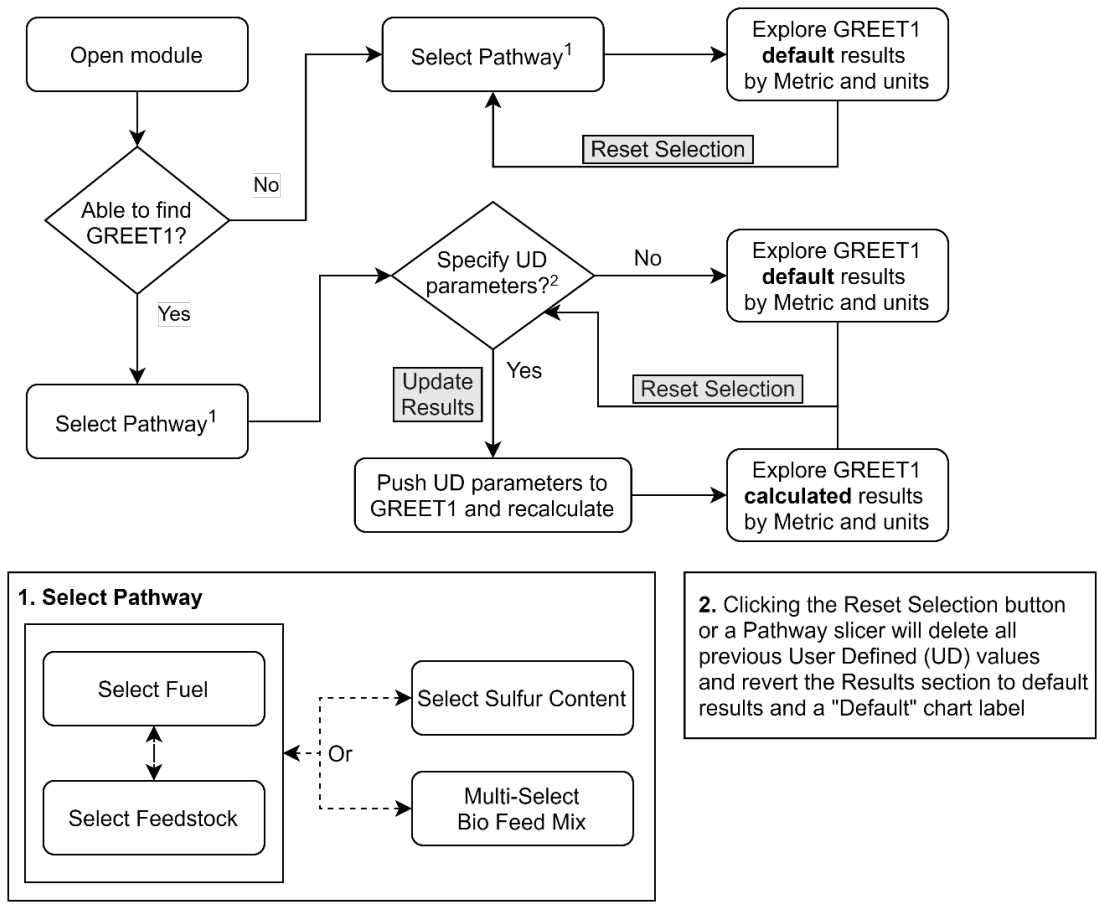 Open module
Select Pathway1
Explore GREET1
default results
by Metric and units
Reset Selection
No
Able to find
GREET1?
Yes
Select Pathway1
Specify UD
parameters?2
No
Explore GREET1
default results
by Metric and units
Update
Results
Yes
Reset Selection
Push UD parameters to
GREET1 and recalculate
Explore GREET1
calculated results
by Metric and units
1. Select Pathway
Select Fuel
Select Feedstock
Or
Select Sulfur Content
Multi-Select
Bio Feed Mix
2. Clicking the Reset Selection button
or a Pathway slicer will delete all
previous User Defined (UD) values
and revert the Results section to default
results and a "Default" chart label